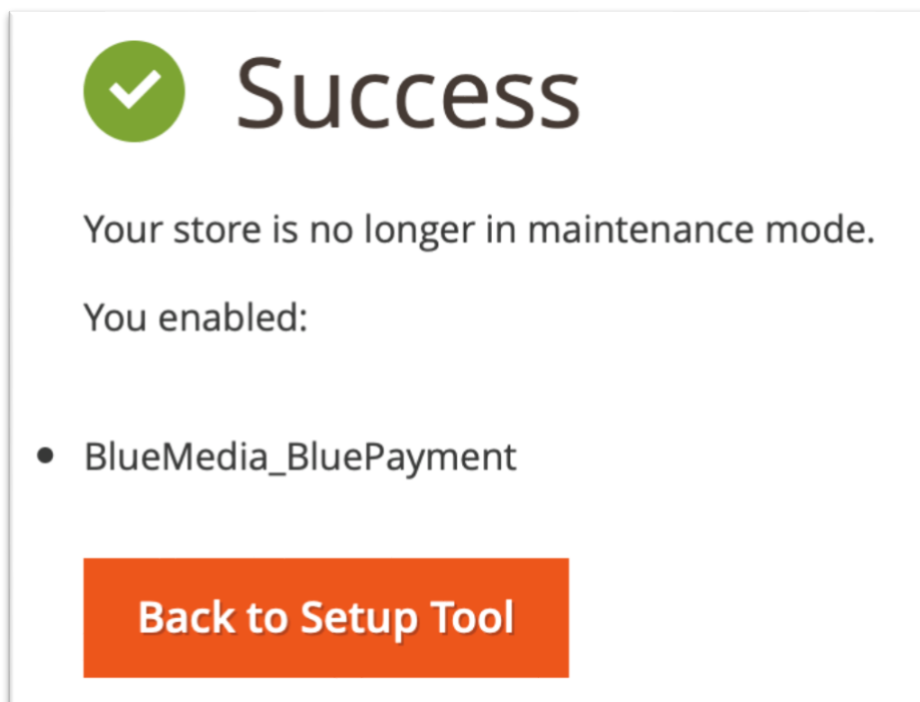 Success
Your store is no longer in maintenance mode.
You enabled:
BlueMedia_BluePayment
Back to Setup Tool